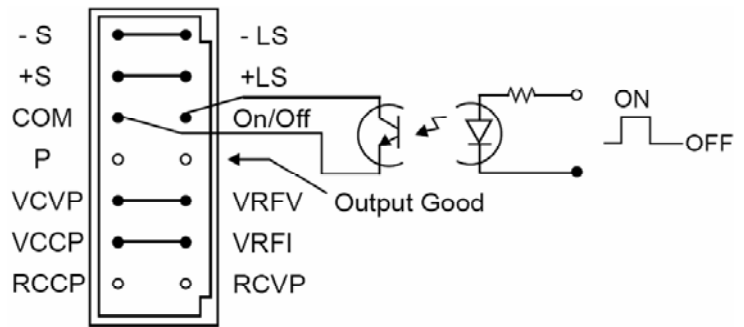 - S - LS
+S +LS
COM On/Off ON
OFF
P
VCVP VRFV Output Good
VCCP VRFI
RCCP RCVP